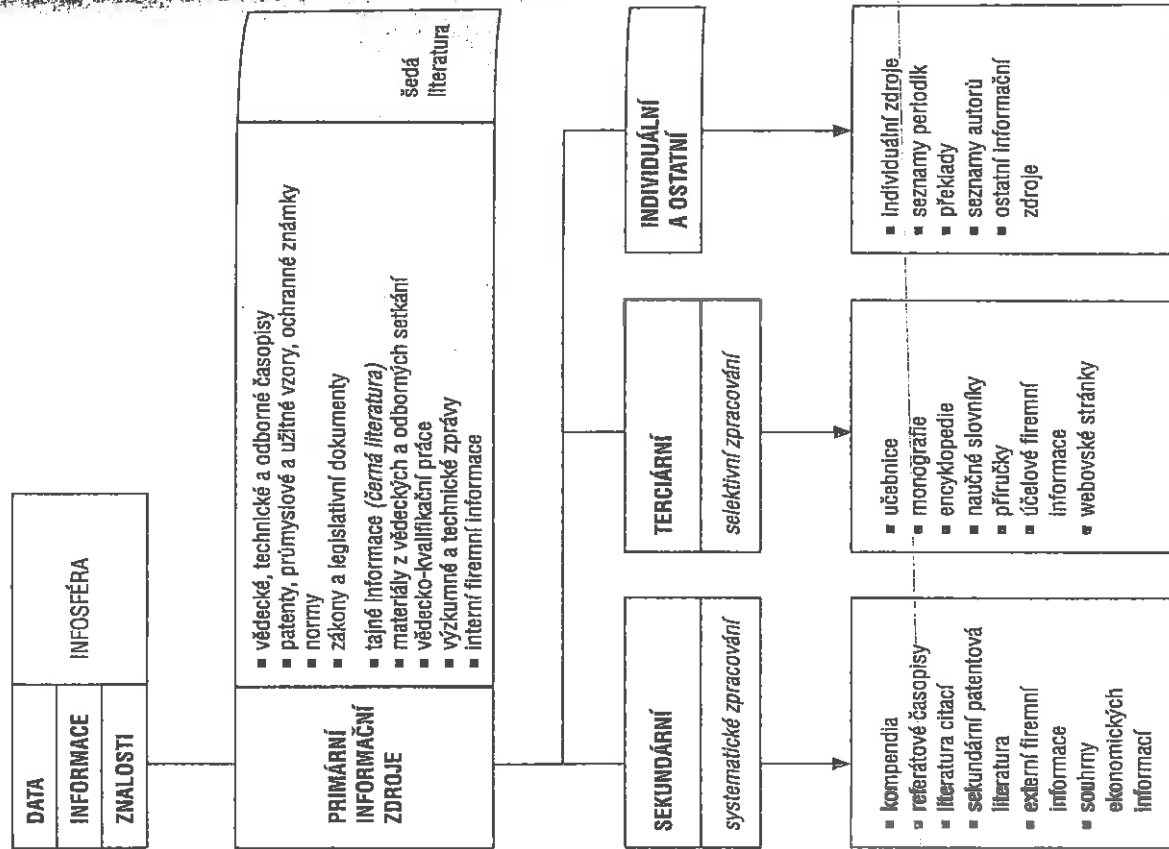 DATA
INFORMACE
ZNALOSTI
INFOSFÉRA
PRIMÁRNÍ
INFORMAČNÍ
ZDROJE
▪ vědecké, technické a odborné časopisy
▪ patenty, průmyslové a užitné vzory, ochranné známky
▪ normy
▪ zákony a legislativní dokumenty
▪ tajné informace (černá literatura)
▪ materiály z vědeckých a odborných setkání
▪ vědecko-kvalifikační práce
▪ výzkumné a technické zprávy
▪ interní firemní informace
šedá
literatura
SEKUNDÁRNÍ
systematické zpracování
▪ kompendia
▪ referátové časopisy
▪ literatura citací
▪ sekundární patentová
literatura
▪ externí firemní
informace
▪ souhrny
ekonomických
informací
TERCIÁRNÍ
selektivní zpracování
▪ učebnice
▪ monografie
▪ encyklopedie
▪ naučné slovníky
▪ příručky
▪ účelové firemní
informace
▪ webovské stránky
INDIVIDUÁLNÍ
A OSTATNÍ
▪ individuální zdroje
▪ seznamy periodik
▪ překlady
▪ seznamy autorů
▪ ostatní informační
zdroje